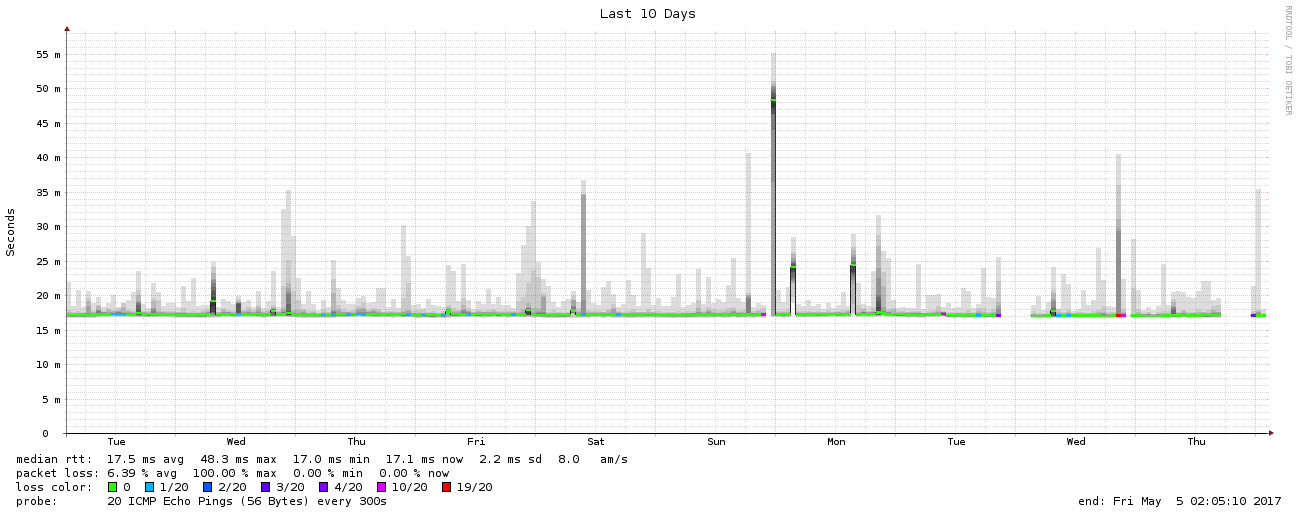 Last 10 Days
RRDTOOL / TOBI OETIKER
Seconds
55 m
50 m
45 m
40 m
35 m
30 m
25 m
20 m
15 m
10 m
5 m
0
Tue Wed Thu Fri Sat Sun Mon Tue Wed Thu
median rtt: 17.5 ms avg 48.3 ms max 17.0 ms min 17.1 ms now 2.2 ms sd 8.0 am/s
packet loss: 6.39 % avg 100.00 % max 0.00 % min 0.00 % now
loss color: 0 1/20 2/20 3/20 4/20 10/20 19/20
probe: 20 ICMP Echo Pings (56 Bytes) every 300s end: Fri May 5 02:05:10 2017